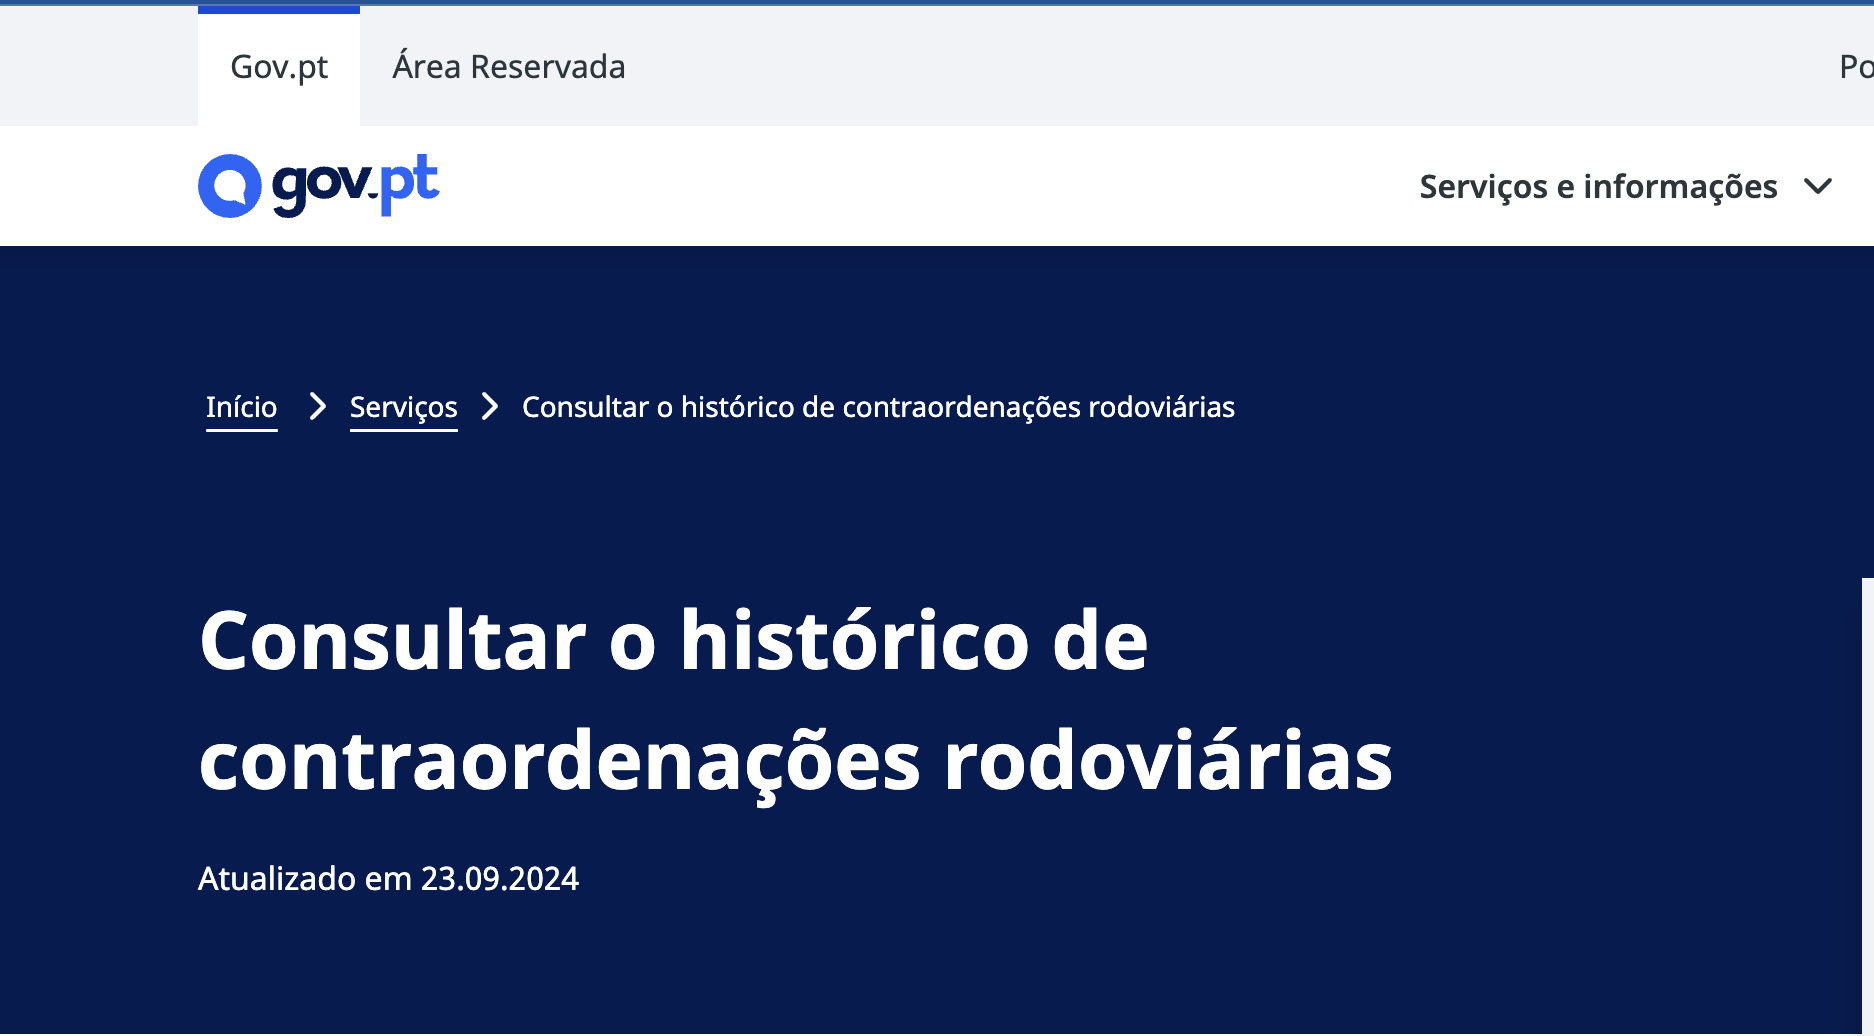 Gov.pt Área Reservada Po
gov.pt Serviços e informações
Início Serviços Consultar o histórico de contraordenações rodoviárias
Consultar o histórico de
contraordenações rodoviárias
Atualizado em 23.09.2024